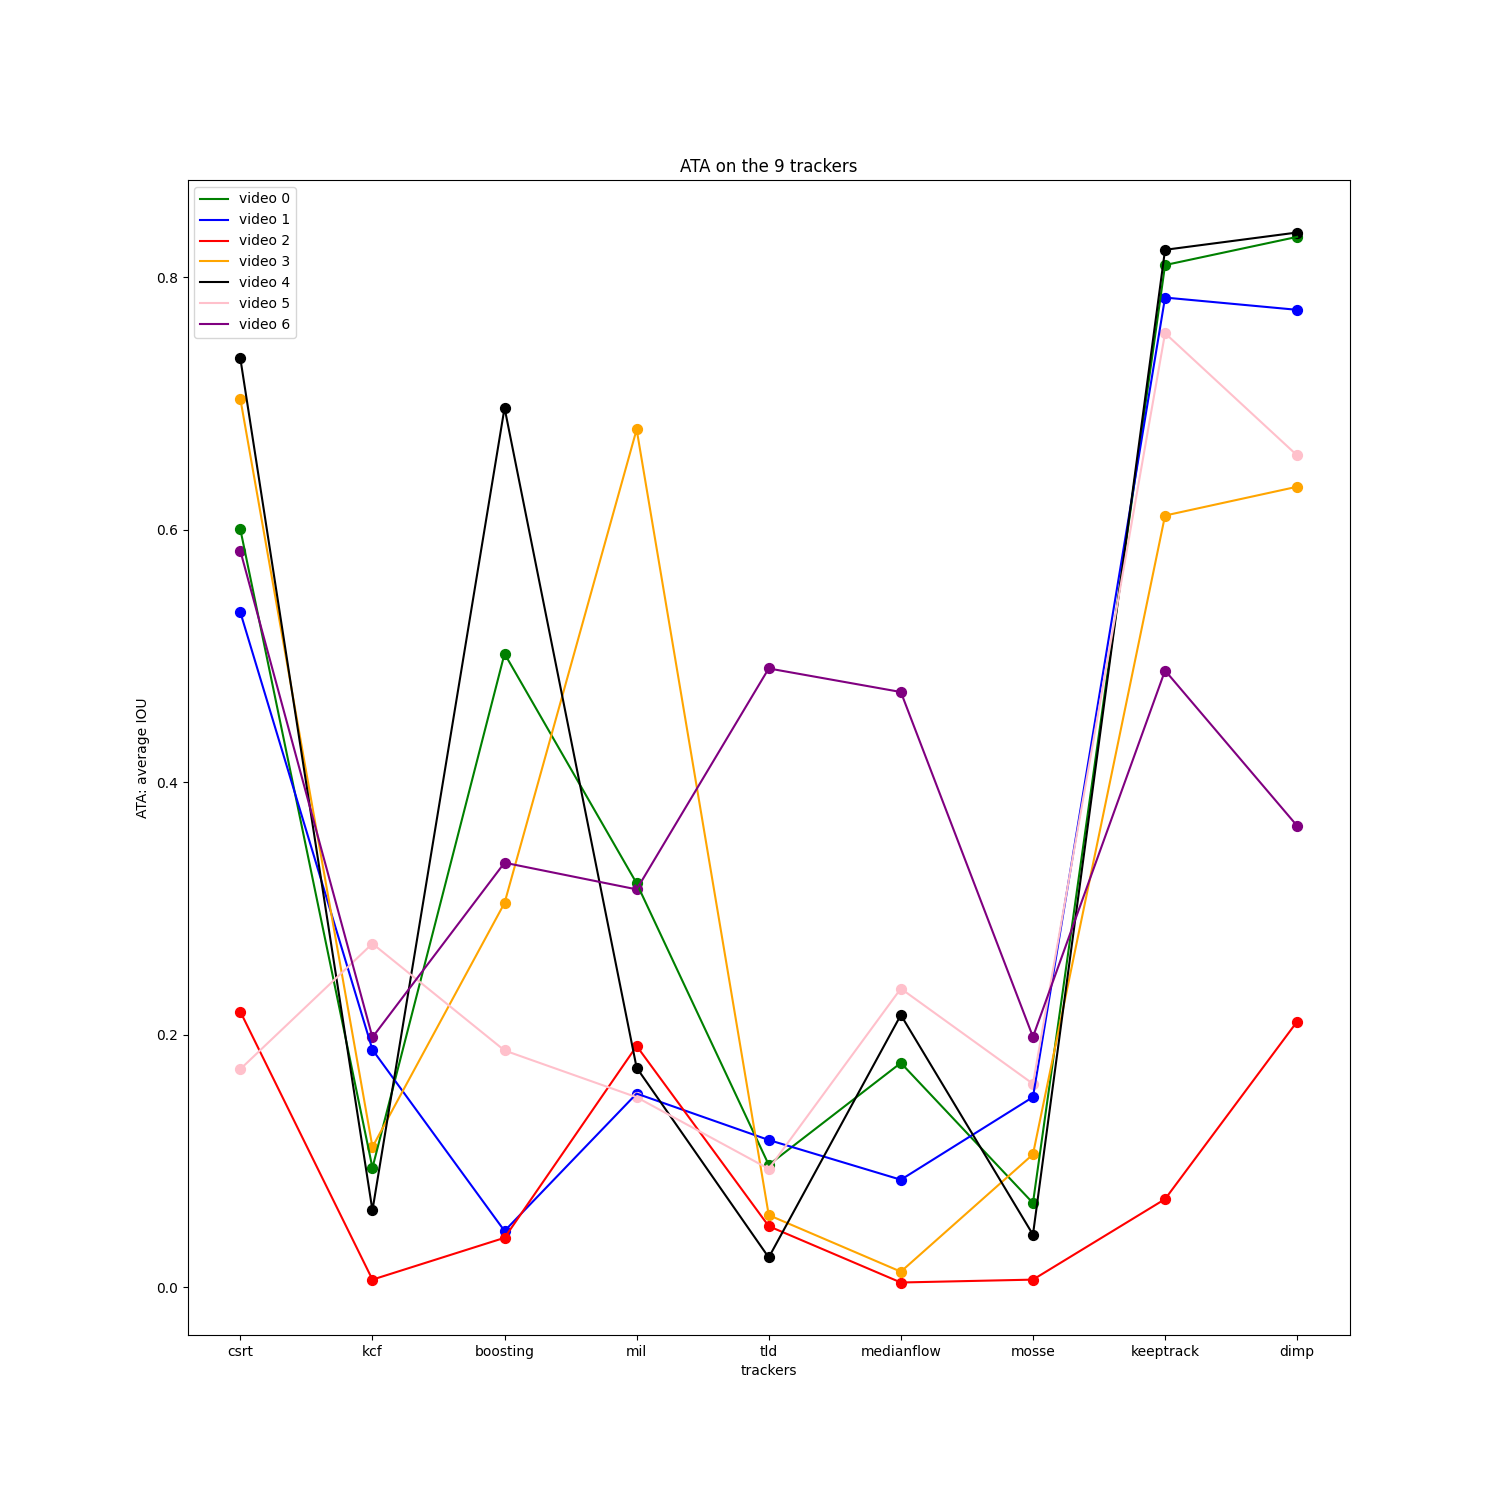 ATA on the 9 trackers
video 0
video 1
video 2
video 3
video 4
video 5
video 6
ATA: average IOU
0.8
0.6
0.4
0.2
0.0
csrt kcf boosting mil tld medianflow mosse keeptrack dimp
trackers